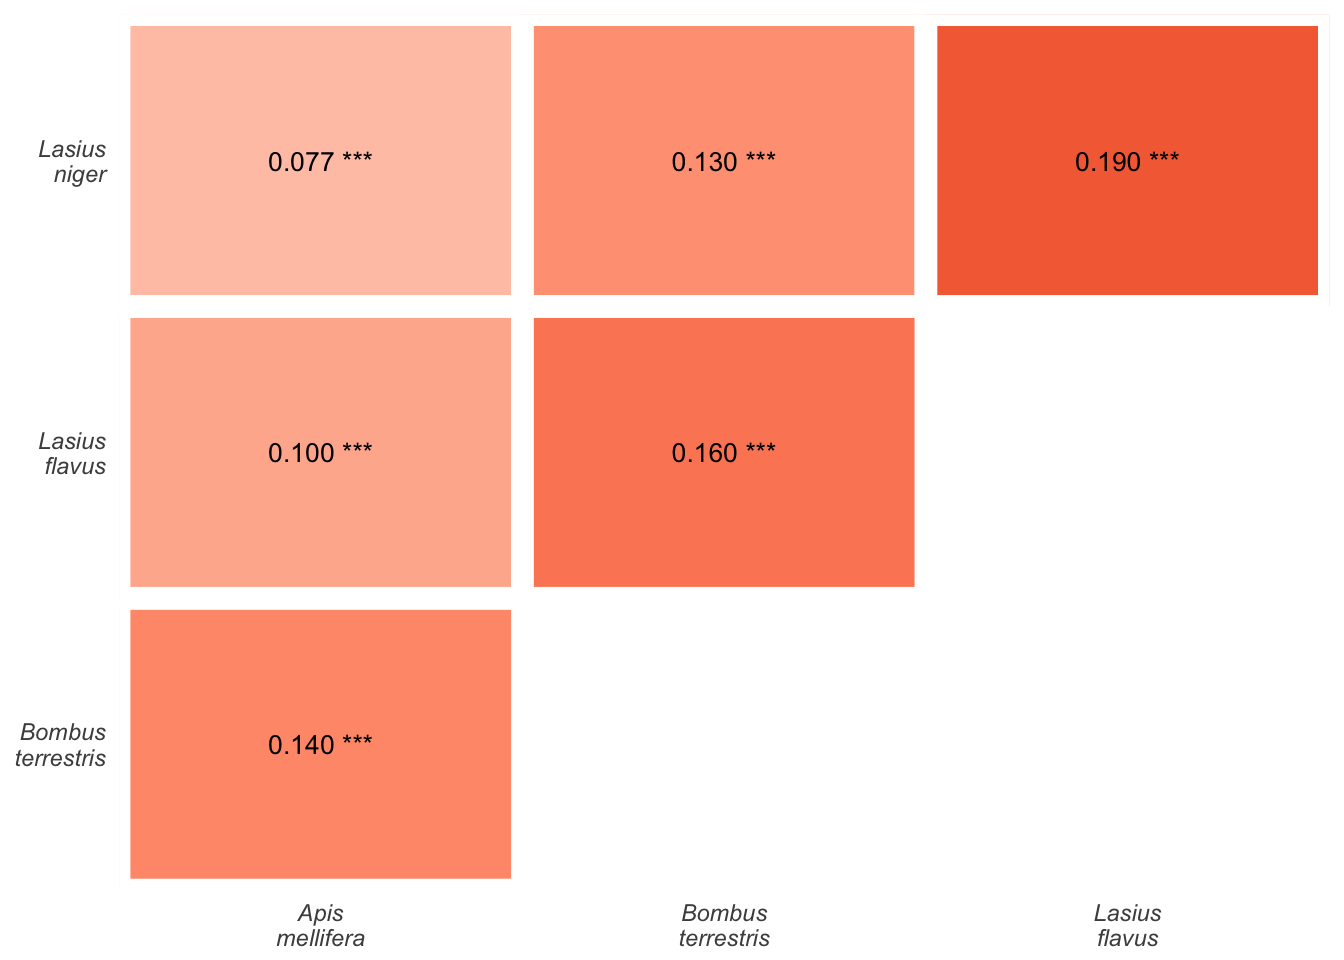 Lasius
niger
0.077 ***
0.130 ***
0.190 ***
Lasius
flavus
0.100 ***
0.160 ***
Bombus
terrestris
0.140 ***
Apis
mellifera
Bombus
terrestris
Lasius
flavus